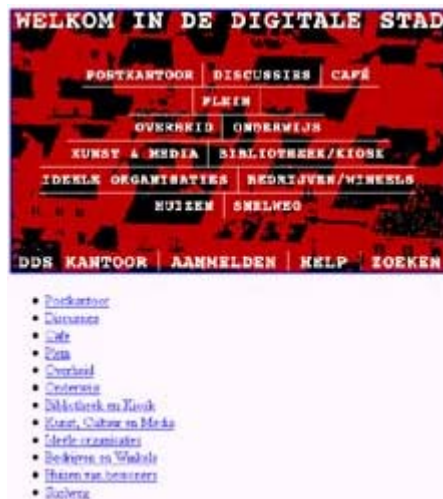 WELKOM IN DE DIGITALE STAD
POSTKANTOOR DISCUSSIES CAFÉ
PLEIN
OVERHEID ONDERWIJS
KUNST & MEDIA BIBLIOTHEEK/KIOSK
IDEELE ORGANISATIES BEDRIJVEN/WINKELS
HUIZEN SNELWEG
DDS KANTOOR AANMELDEN HELP ZOEKEN
Postkantoor
Discussies
Cafe
Plein
Overheid
Onderwijs
Bibliotheek en Kiosk
Kunst, Cultuur en Media
Ideele organisaties
Bedrijven en Winkels
Huizen van bewoners
Snelweg